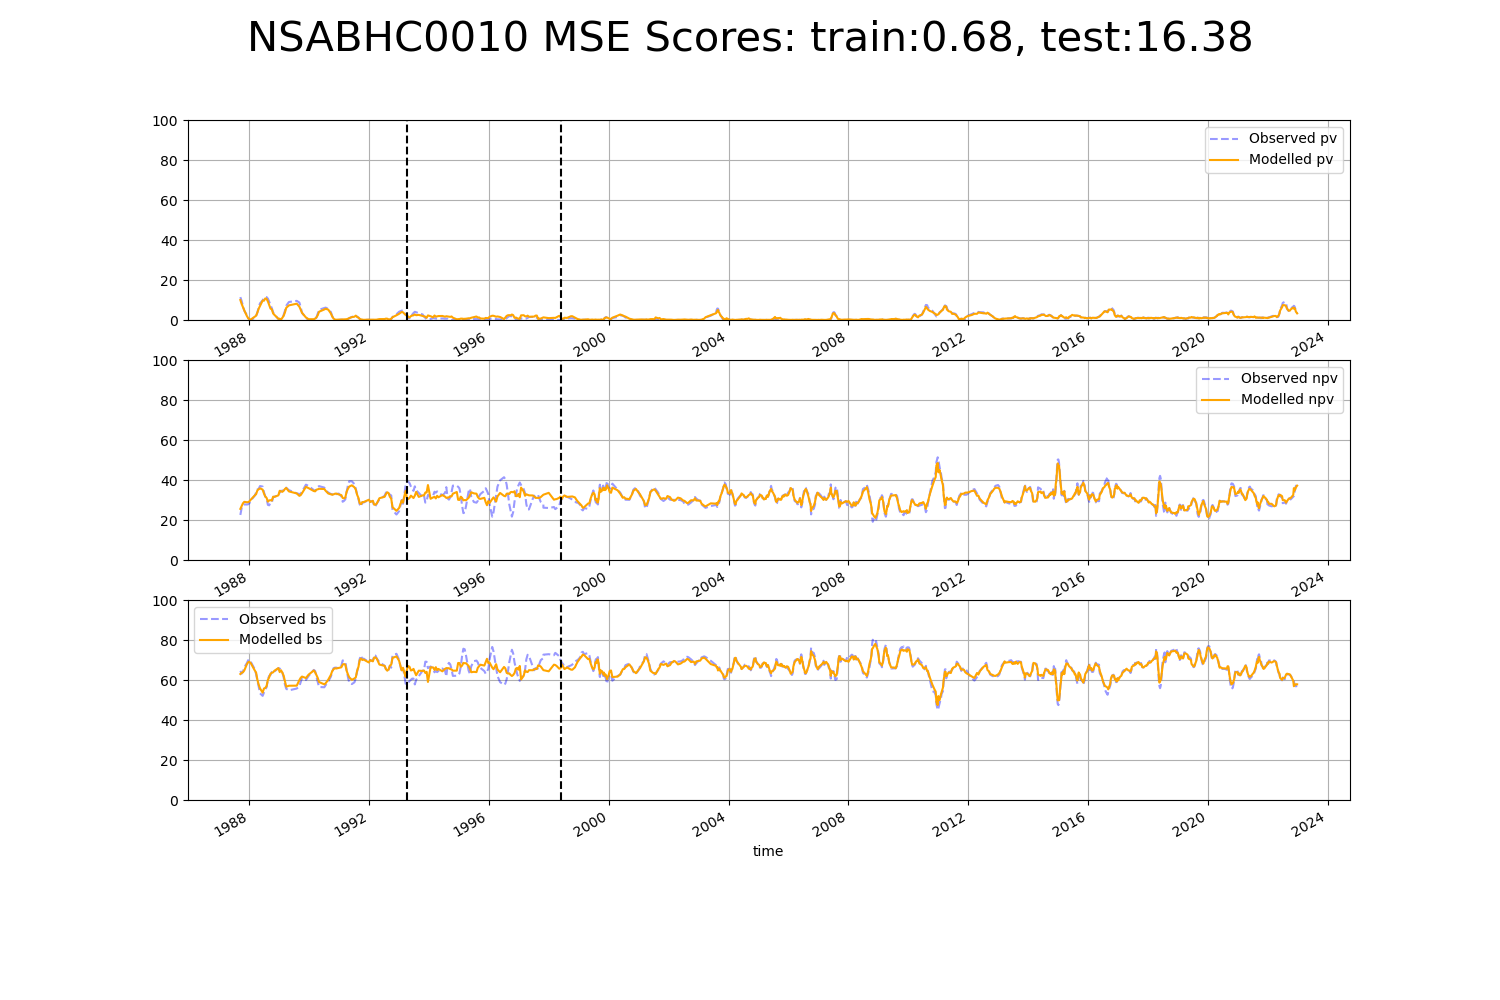 NSABHC0010 MSE Scores: train:0.68, test:16.38
100
80
60
40
20
0
Observed pv
Modelled pv
1988 1992 1996 2000 2004 2008 2012 2016 2020 2024
100
80
60
40
20
0
Observed npv
Modelled npv
1988 1992 1996 2000 2004 2008 2012 2016 2020 2024
100
80
60
40
20
0
Observed bs
Modelled bs
1988 1992 1996 2000 2004 2008 2012 2016 2020 2024
time